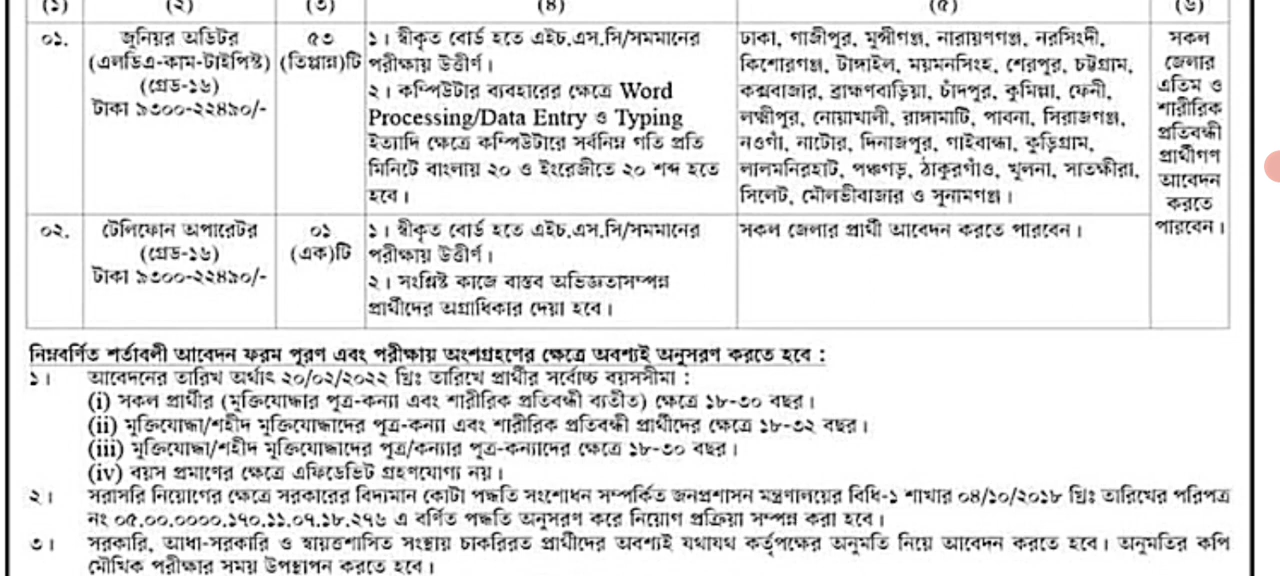 (১) (২) (৩) (৪) (৫) (৬)
০১. জুনিয়র অডিটর
(এলডিএ-কাম-টাইপিস্ট)
(গ্রেড-১৬)
টাকা ৯৩০০-২২৪৯০/-
৫৩
(তিপ্পান্ন)টি
১। স্বীকৃত বোর্ড হতে এইচ.এস.সি/সমমানের
পরীক্ষায় উত্তীর্ণ।
২। কম্পিউটার ব্যবহারের ক্ষেত্রে Word
Processing/Data Entry ও Typing
ইত্যাদি ক্ষেত্রে কম্পিউটারে সর্বনিম্ন গতি প্রতি
মিনিটে বাংলায় ২০ ও ইংরেজীতে ২০ শব্দ হতে
হবে।
ঢাকা, গাজীপুর, মুন্সীগঞ্জ, নারায়ণগঞ্জ, নরসিংদী,
কিশোরগঞ্জ, টাঙ্গাইল, ময়মনসিংহ, শেরপুর, চট্টগ্রাম,
কক্সবাজার, ব্রাহ্মণবাড়িয়া, চাঁদপুর, কুমিল্লা, ফেনী,
লক্ষ্মীপুর, নোয়াখালী, রাঙ্গামাটি, পাবনা, সিরাজগঞ্জ,
নওগাঁ, নাটোর, দিনাজপুর, গাইবান্ধা, কুড়িগ্রাম,
লালমনিরহাট, পঞ্চগড়, ঠাকুরগাঁও, খুলনা, সাতক্ষীরা,
সিলেট, মৌলভীবাজার ও সুনামগঞ্জ।
সকল
জেলার
এতিম ও
শারীরিক
প্রতিবন্ধী
প্রার্থীগণ
আবেদন
করতে
পারবেন।
০২. টেলিফোন অপারেটর
(গ্রেড-১৬)
টাকা ৯৩০০-২২৪৯০/-
০১
(এক)টি
১। স্বীকৃত বোর্ড হতে এইচ.এস.সি/সমমানের
পরীক্ষায় উত্তীর্ণ।
২। সংশ্লিষ্ট কাজে বাস্তব অভিজ্ঞতাসম্পন্ন
প্রার্থীদের অগ্রাধিকার দেয়া হবে।
সকল জেলার প্রার্থী আবেদন করতে পারবেন।
নিম্নবর্ণিত শর্তাবলী আবেদন ফরম পূরণ এবং পরীক্ষায় অংশগ্রহণের ক্ষেত্রে অবশ্যই অনুসরণ করতে হবে :
১। আবেদনের তারিখ অর্থাৎ ২০/০২/২০২২ খ্রিঃ তারিখে প্রার্থীর সর্বোচ্চ বয়সসীমা :
(i) সকল প্রার্থীর (মুক্তিযোদ্ধার পুত্র-কন্যা এবং শারীরিক প্রতিবন্ধী ব্যতীত) ক্ষেত্রে ১৮-৩০ বছর।
(ii) মুক্তিযোদ্ধা/শহীদ মুক্তিযোদ্ধাদের পুত্র-কন্যা এবং শারীরিক প্রতিবন্ধী প্রার্থীদের ক্ষেত্রে ১৮-৩২ বছর।
(iii) মুক্তিযোদ্ধা/শহীদ মুক্তিযোদ্ধাদের পুত্র/কন্যার পুত্র-কন্যাদের ক্ষেত্রে ১৮-৩০ বছর।
(iv) বয়স প্রমাণের ক্ষেত্রে এফিডেভিট গ্রহণযোগ্য নয়।
২। সরাসরি নিয়োগের ক্ষেত্রে সরকারের বিদ্যমান কোটা পদ্ধতি সংশোধন সম্পর্কিত জনপ্রশাসন মন্ত্রণালয়ের বিধি-১ শাখার ০৪/১০/২০১৮ খ্রিঃ তারিখের পরিপত্র
নং ০৫.০০.০০০০.১৭০.১১.০৭.১৮.২৭৬ এ বর্ণিত পদ্ধতি অনুসরণ করে নিয়োগ প্রক্রিয়া সম্পন্ন করা হবে।
৩। সরকারি, আধা-সরকারি ও স্বায়ত্তশাসিত সংস্থায় চাকরিরত প্রার্থীদের অবশ্যই যথাযথ কর্তৃপক্ষের অনুমতি নিয়ে আবেদন করতে হবে। অনুমতির কপি
মৌখিক পরীক্ষার সময় উপস্থাপন করতে হবে।